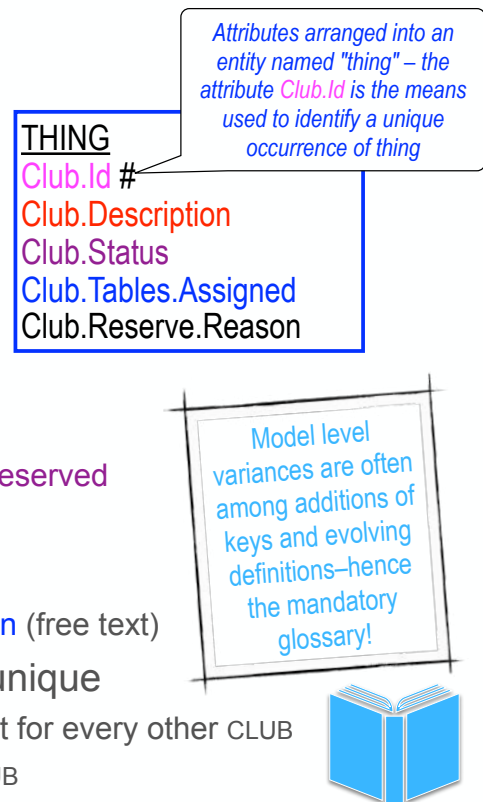 Attributes arranged into an
entity named "thing" – the
attribute Club.Id is the means
used to identify a unique
occurrence of thing
THING
Club.Id #
Club.Description
Club.Status
Club.Tables.Assigned
Club.Reserve.Reason
Model level
variances are often
among additions of
keys and evolving
definitions–hence
the mandatory
glossary!
eserved
n (free text)
unique
t for every other CLUB
UB